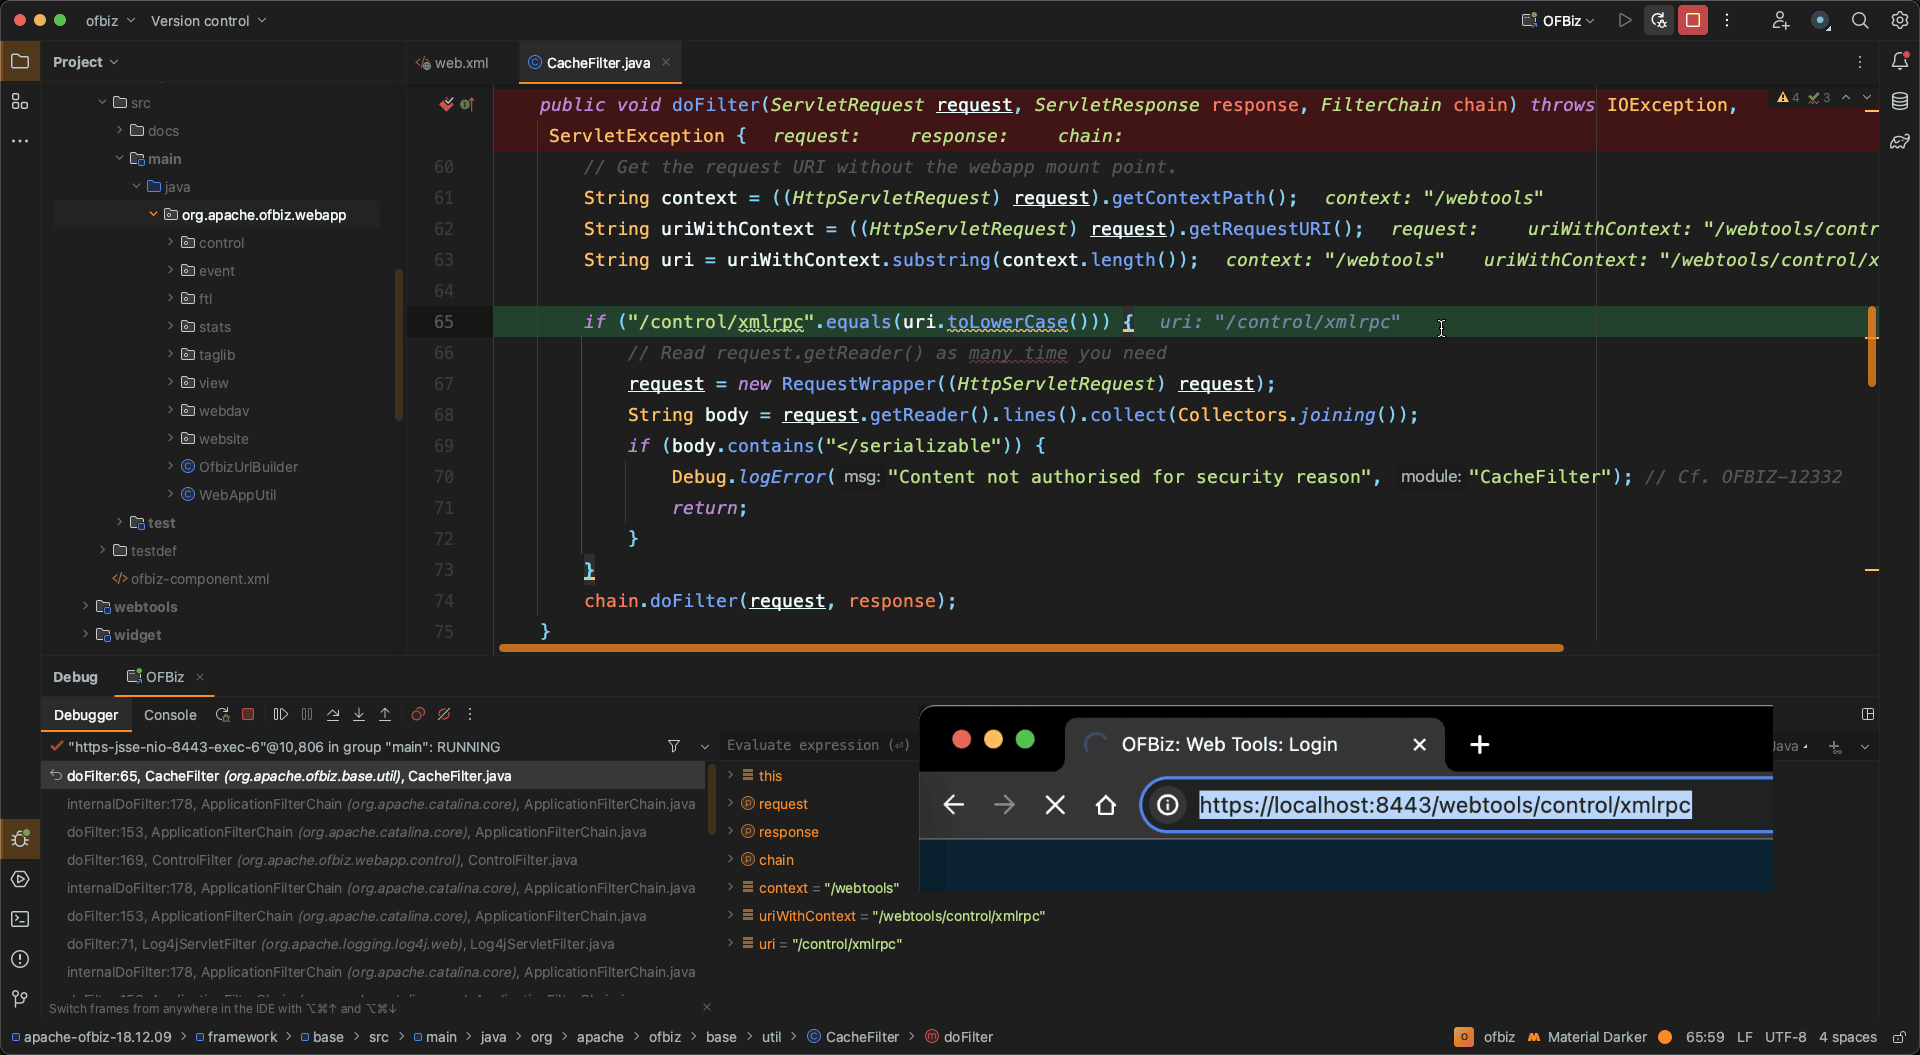 ofbiz Version control OFBiz
Project
web.xml CacheFilter.java
src
docs
main
java
org.apache.ofbiz.webapp
control
event
ftl
stats
taglib
view
webdav
website
OfbizUrlBuilder
WebAppUtil
test
testdef
ofbiz-component.xml
webtools
widget
4 3
public void doFilter(ServletRequest request, ServletResponse response, FilterChain chain) throws IOException,
ServletException { request: response: chain:
60 // Get the request URI without the webapp mount point.
61 String context = ((HttpServletRequest) request).getContextPath(); context: "/webtools"
62 String uriWithContext = ((HttpServletRequest) request).getRequestURI(); request: uriWithContext: "/webtools/contr
63 String uri = uriWithContext.substring(context.length()); context: "/webtools" uriWithContext: "/webtools/control/x
64
65 if ("/control/xmlrpc".equals(uri.toLowerCase())) { uri: "/control/xmlrpc"
66 // Read request.getReader() as many time you need
67 request = new RequestWrapper((HttpServletRequest) request);
68 String body = request.getReader().lines().collect(Collectors.joining());
69 if (body.contains("</serializable")) {
70 Debug.logError( msg: "Content not authorised for security reason", module: "CacheFilter"); // Cf. OFBIZ-12332
71 return;
72 }
73 }
74 chain.doFilter(request, response);
75 }
Debug OFBiz
Debugger Console
"https-jsse-nio-8443-exec-6"@10,806 in group "main": RUNNING
doFilter:65, CacheFilter (org.apache.ofbiz.base.util), CacheFilter.java
internalDoFilter:178, ApplicationFilterChain (org.apache.catalina.core), ApplicationFilterChain.java
doFilter:153, ApplicationFilterChain (org.apache.catalina.core), ApplicationFilterChain.java
doFilter:169, ControlFilter (org.apache.ofbiz.webapp.control), ControlFilter.java
internalDoFilter:178, ApplicationFilterChain (org.apache.catalina.core), ApplicationFilterChain.java
doFilter:153, ApplicationFilterChain (org.apache.catalina.core), ApplicationFilterChain.java
doFilter:71, Log4jServletFilter (org.apache.logging.log4j.web), Log4jServletFilter.java
internalDoFilter:178, ApplicationFilterChain (org.apache.catalina.core), ApplicationFilterChain.java
Switch frames from anywhere in the IDE with ⌥⌘↑ and ⌥⌘↓
Evaluate expression (⏎)
this
request
response
chain
context = "/webtools"
uriWithContext = "/webtools/control/xmlrpc"
uri = "/control/xmlrpc"
OFBiz: Web Tools: Login
https://localhost:8443/webtools/control/xmlrpc
apache-ofbiz-18.12.09 framework base src main java org apache ofbiz base util CacheFilter doFilter
ofbiz Material Darker 65:59 LF UTF-8 4 spaces